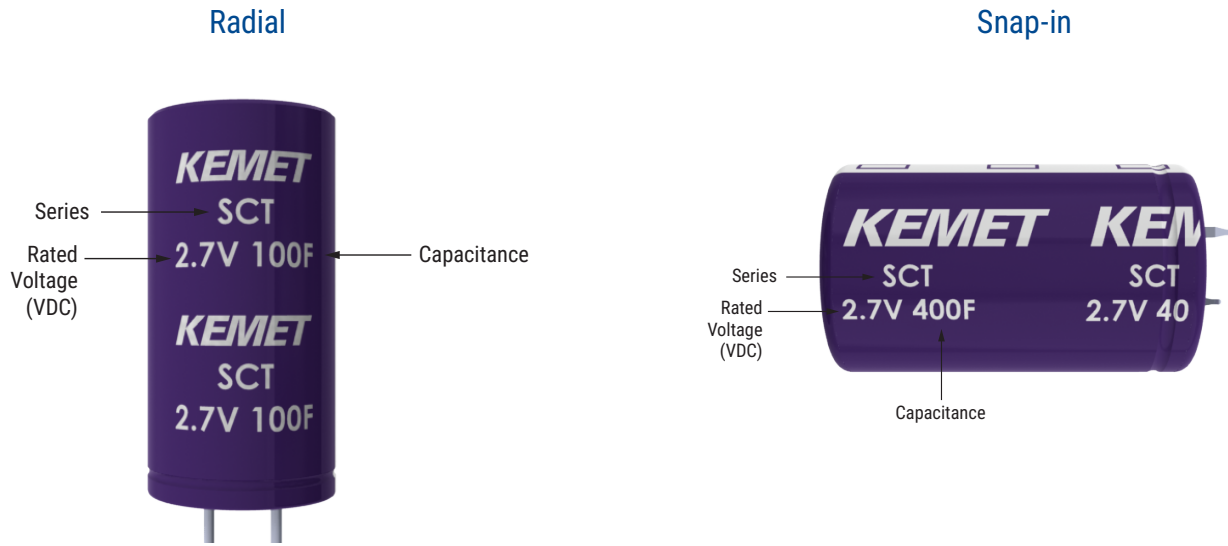 Radial
Snap-in
KEMET
SCT
2.7V 100F
KEMET
SCT
2.7V 100F
Series
Rated
Voltage
(VDC)
Capacitance
KEMET
SCT
2.7V 400F
KEM
SCT
2.7V 40
Series
Rated
Voltage
(VDC)
Capacitance